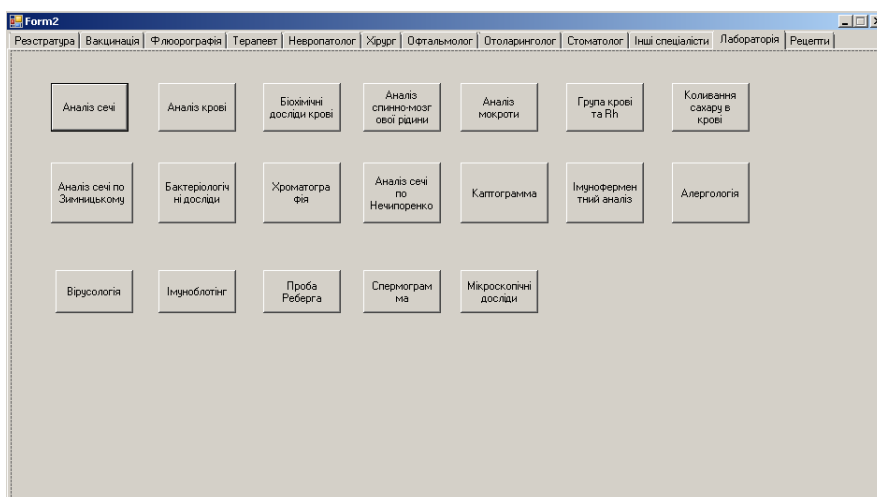 Form2
Реэстратура Вакцинація Флюорографія Терапевт Невропатолог Хірург Офтальмолог Отоларинголог Стоматолог Інші спеціалісти Лабораторія Рецепти
Аналіз сечі
Аналіз крові
Біохімічні
досліди крові
Аналіз
спинно-мозг
ової рідини
Аналіз
мокроти
Група крові
та Rh
Коливання
сахару в
крові
Аналіз сечі по
Зимницькому
Бактеріологіч
ні досліди
Хроматогра
фія
Аналіз сечі
по
Нечипоренко
Каптограмма
Імунофермен
тний аналіз
Алергологія
Вірусологія
Імуноблотінг
Проба
Реберга
Спермограм
ма
Мікроскопічні
досліди